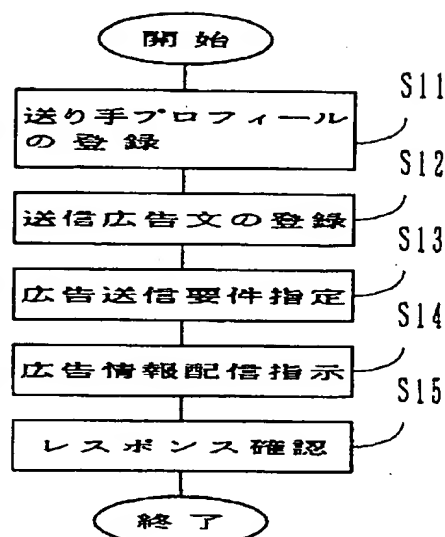 開始
S11
送り手プロフィール
の登録
S12
送信広告文の登録
S13
広告送信要件指定
S14
広告情報配信指示
S15
レスポンス確認
終了